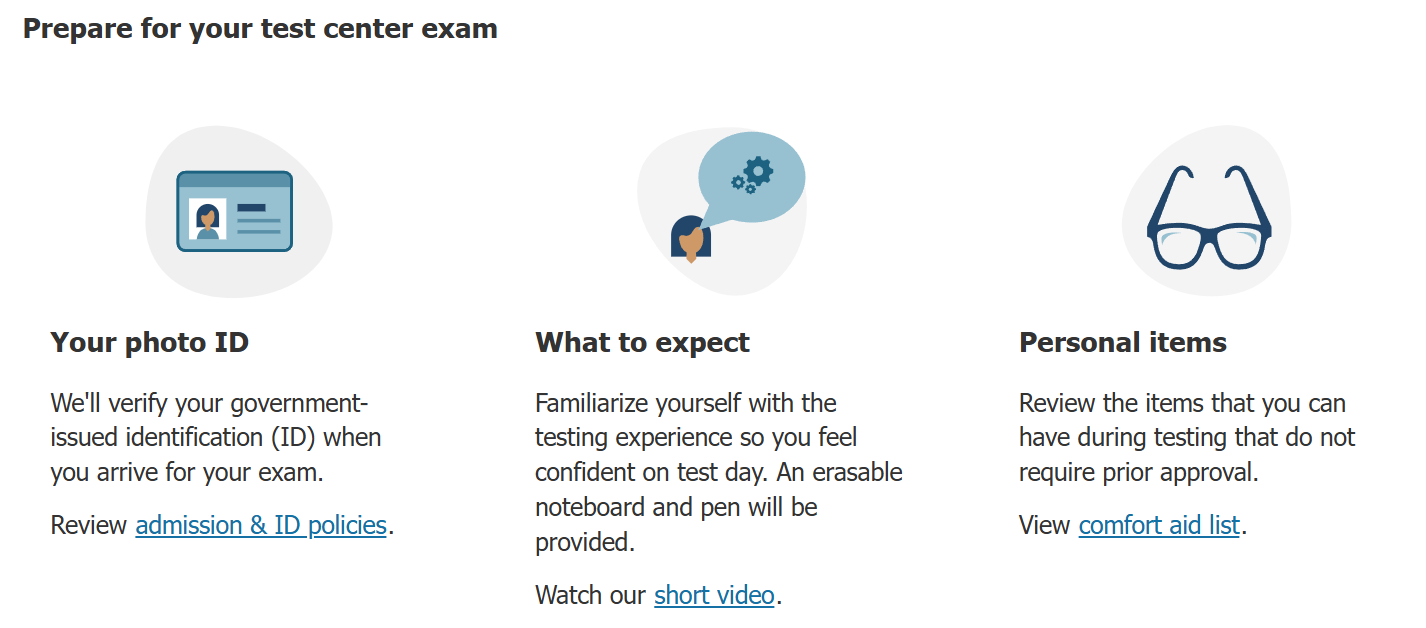 Prepare for your test center exam
Your photo ID
We'll verify your government-
issued identification (ID) when
you arrive for your exam.
Review admission & ID policies.
What to expect
Familiarize yourself with the
testing experience so you feel
confident on test day. An erasable
noteboard and pen will be
provided.
Watch our short video.
Personal items
Review the items that you can
have during testing that do not
require prior approval.
View comfort aid list.